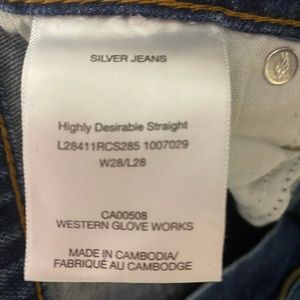 SILVER JEANS
Highly Desirable Straight
L28411RCS285 1007029
W28/L28
CA00508
WESTERN GLOVE WORKS
MADE IN CAMBODIA/
FABRIQUÉ AU CAMBODGE